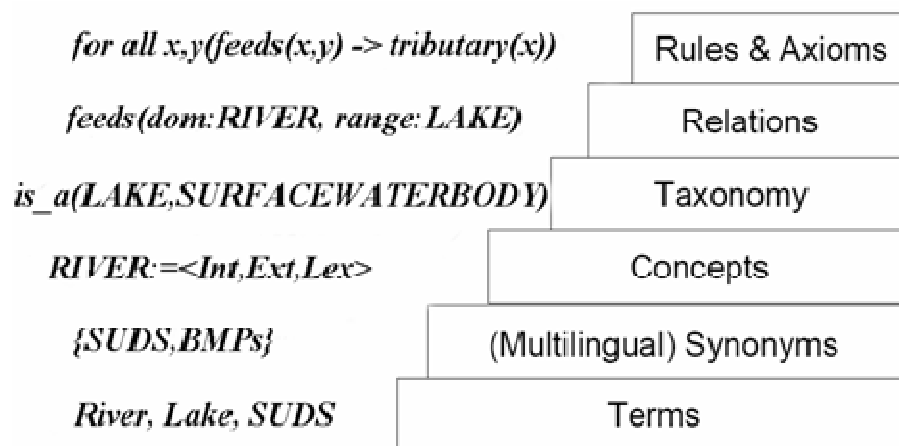 for all x,y(feeds(x,y) -> tributary(x)) Rules & Axioms
feeds(dom:RIVER, range:LAKE) Relations
is_a(LAKE,SURFACEWATERBODY) Taxonomy
RIVER:=<Int,Ext,Lex> Concepts
{SUDS,BMPs} (Multilingual) Synonyms
River, Lake, SUDS Terms